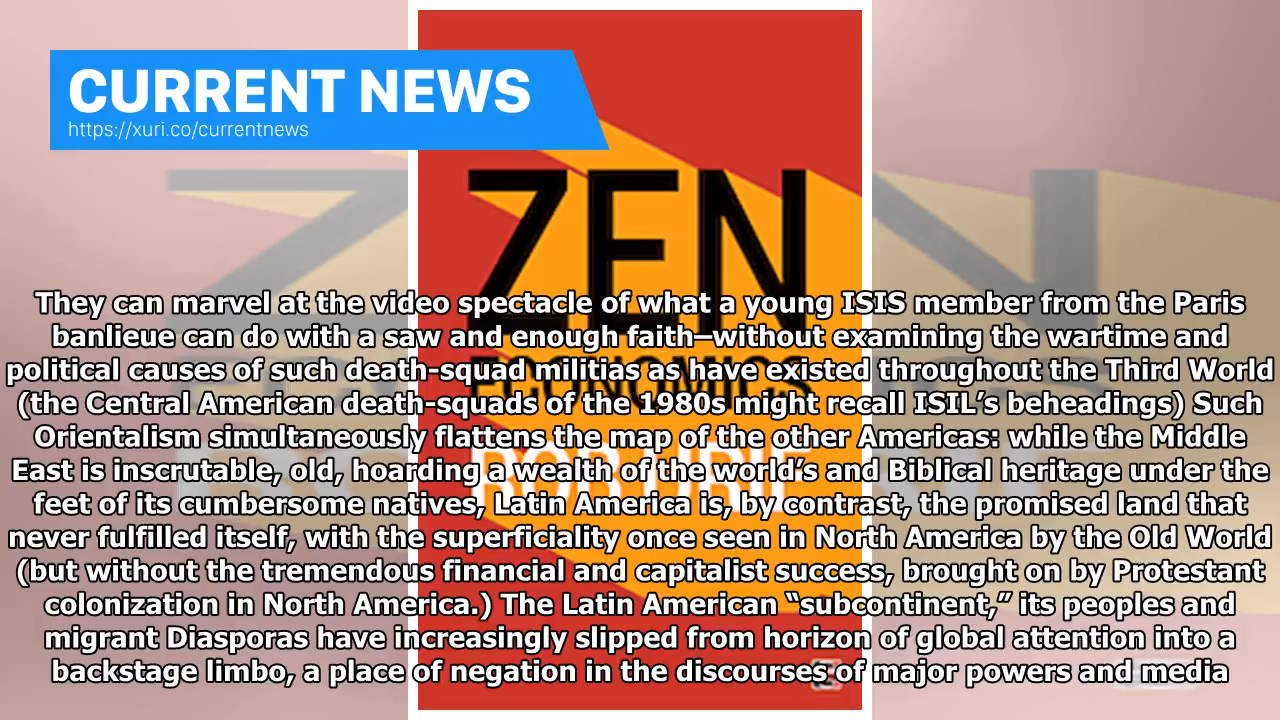 CURRENT NEWS
https://xuri.co/currentnews
ZEN
ECONOMICS
ROB URIE
They can marvel at the video spectacle of what a young ISIS member from the Paris
banlieue can do with a saw and enough faith—without examining the wartime and
political causes of such death-squad militias as have existed throughout the Third World
(the Central American death-squads of the 1980s might recall ISIL’s beheadings) Such
Orientalism simultaneously flattens the map of the other Americas: while the Middle
East is inscrutable, old, hoarding a wealth of the world’s and Biblical heritage under the
feet of its cumbersome natives, Latin America is, by contrast, the promised land that
never fulfilled itself, with the superficiality once seen in North America by the Old World
(but without the tremendous financial and capitalist success, brought on by Protestant
colonization in North America.) The Latin American “subcontinent,” its peoples and
migrant Diasporas have increasingly slipped from horizon of global attention into a
backstage limbo, a place of negation in the discourses of major powers and media